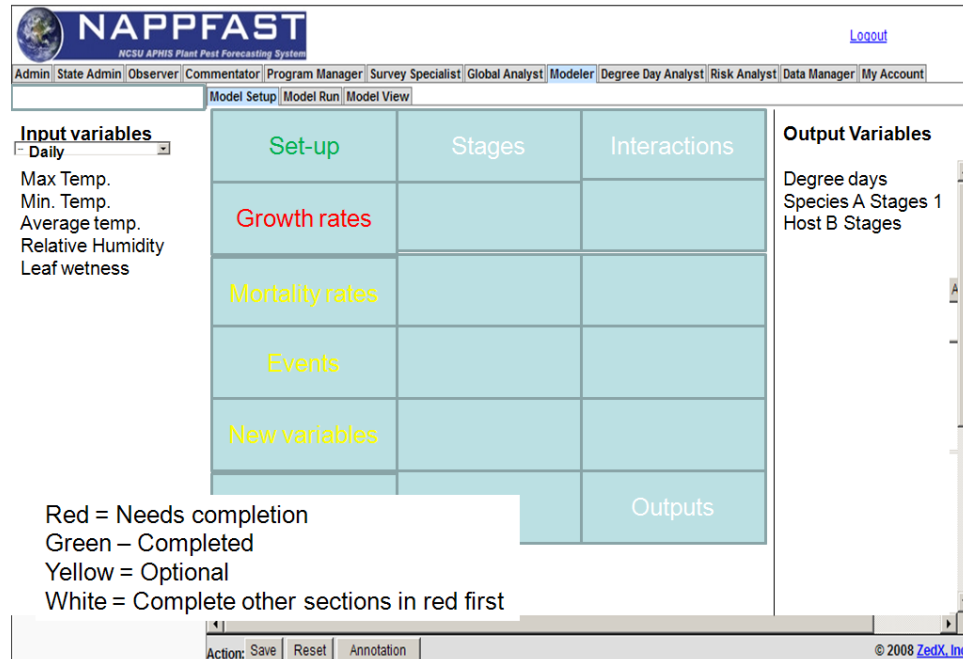 NAPPFAST
NCSU APHIS Plant Pest Forecasting System
Logout
Admin State Admin Observer Commentator Program Manager Survey Specialist Global Analyst Modeler Degree Day Analyst Risk Analyst Data Manager My Account
Model Setup Model Run Model View
Input variables
Daily
Max Temp.
Min. Temp.
Average temp.
Relative Humidity
Leaf wetness
Set-up Stages Interactions
Growth rates
Mortality rates
Events
New variables
Outputs
Output Variables
Degree days
Species A Stages 1
Host B Stages
A
Red = Needs completion
Green – Completed
Yellow = Optional
White = Complete other sections in red first
Action: Save Reset Annotation
© 2008 ZedX, Inc